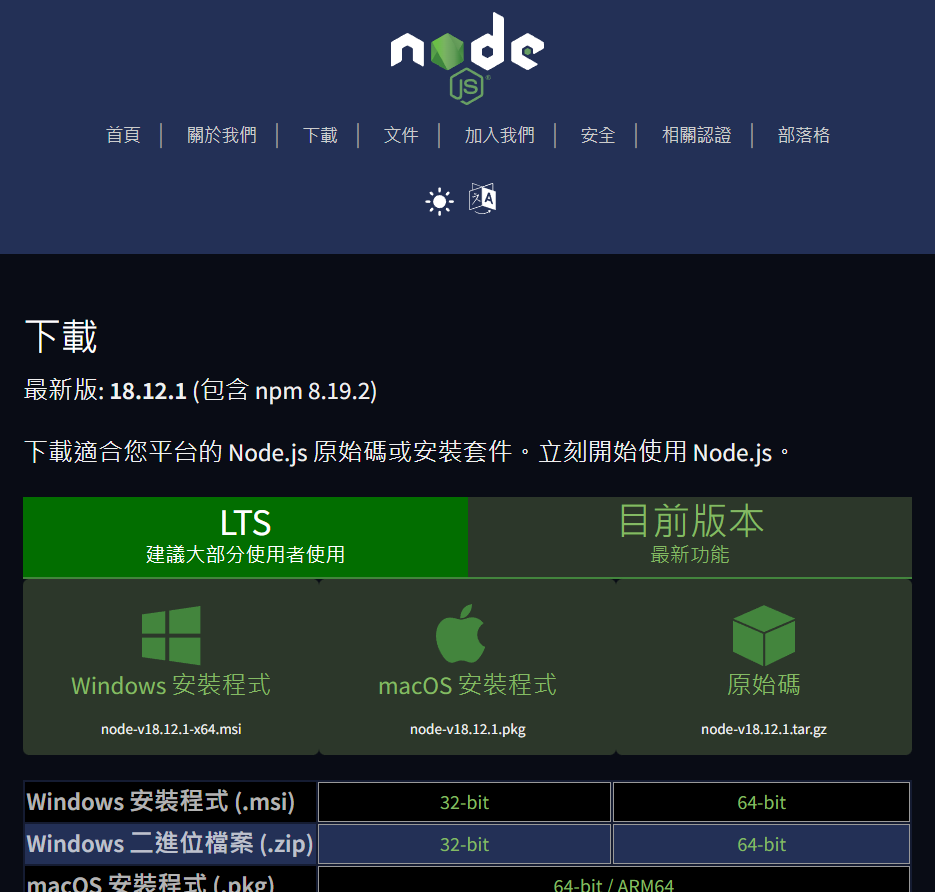 node
JS
首頁 | 關於我們 | 下載 | 文件 | 加入我們 | 安全 | 相關認證 | 部落格
下載
最新版: 18.12.1 (包含 npm 8.19.2)
下載適合您平台的 Node.js 原始碼或安裝套件。立刻開始使用 Node.js。
LTS 目前版本
建議大部分使用者使用 最新功能
Windows 安裝程式 macOS 安裝程式 原始碼
node-v18.12.1-x64.msi node-v18.12.1.pkg node-v18.12.1.tar.gz
Windows 安裝程式 (.msi) 32-bit 64-bit
Windows 二進位檔案 (.zip) 32-bit 64-bit
macOS 安裝程式 (.pkg) 64-bit / ARM64